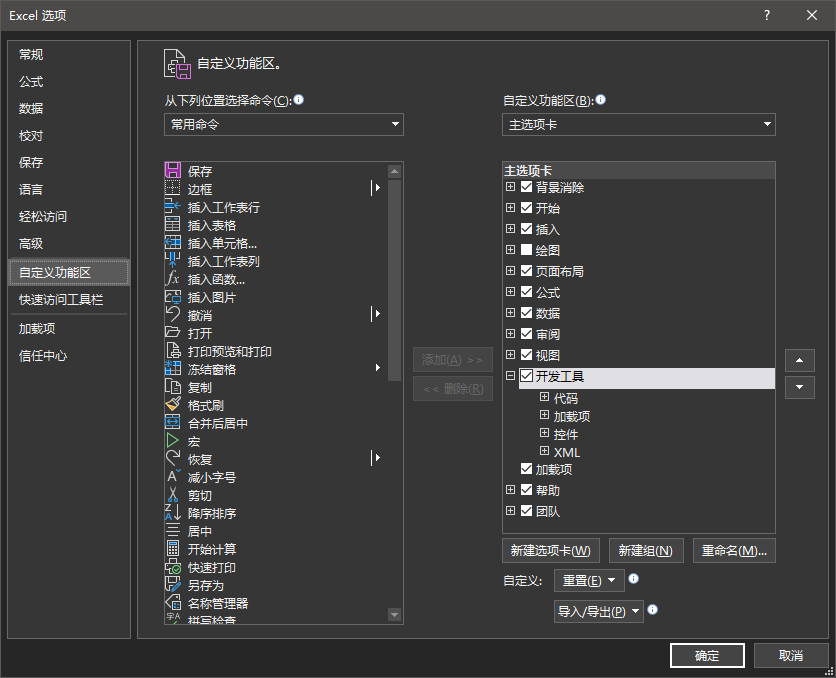 Excel 选项
?
常规
公式
数据
校对
保存
语言
轻松访问
高级
自定义功能区
快速访问工具栏
加载项
信任中心
自定义功能区。
从下列位置选择命令(C):
常用命令
保存
边框
插入工作表行
插入表格
插入单元格...
插入工作表列
插入函数...
插入图片
撤消
打开
打印预览和打印
冻结窗格
复制
格式刷
合并后居中
宏
恢复
减小字号
剪切
降序排序
居中
开始计算
快速打印
另存为
名称管理器
拼写检查
添加(A) >>
<< 删除(R)
自定义功能区(B):
主选项卡
主选项卡
背景消除
开始
插入
绘图
页面布局
公式
数据
审阅
视图
开发工具
代码
加载项
控件
XML
加载项
帮助
团队
新建选项卡(W)
新建组(N)
重命名(M)...
自定义:
重置(E)
导入/导出(P)
确定
取消